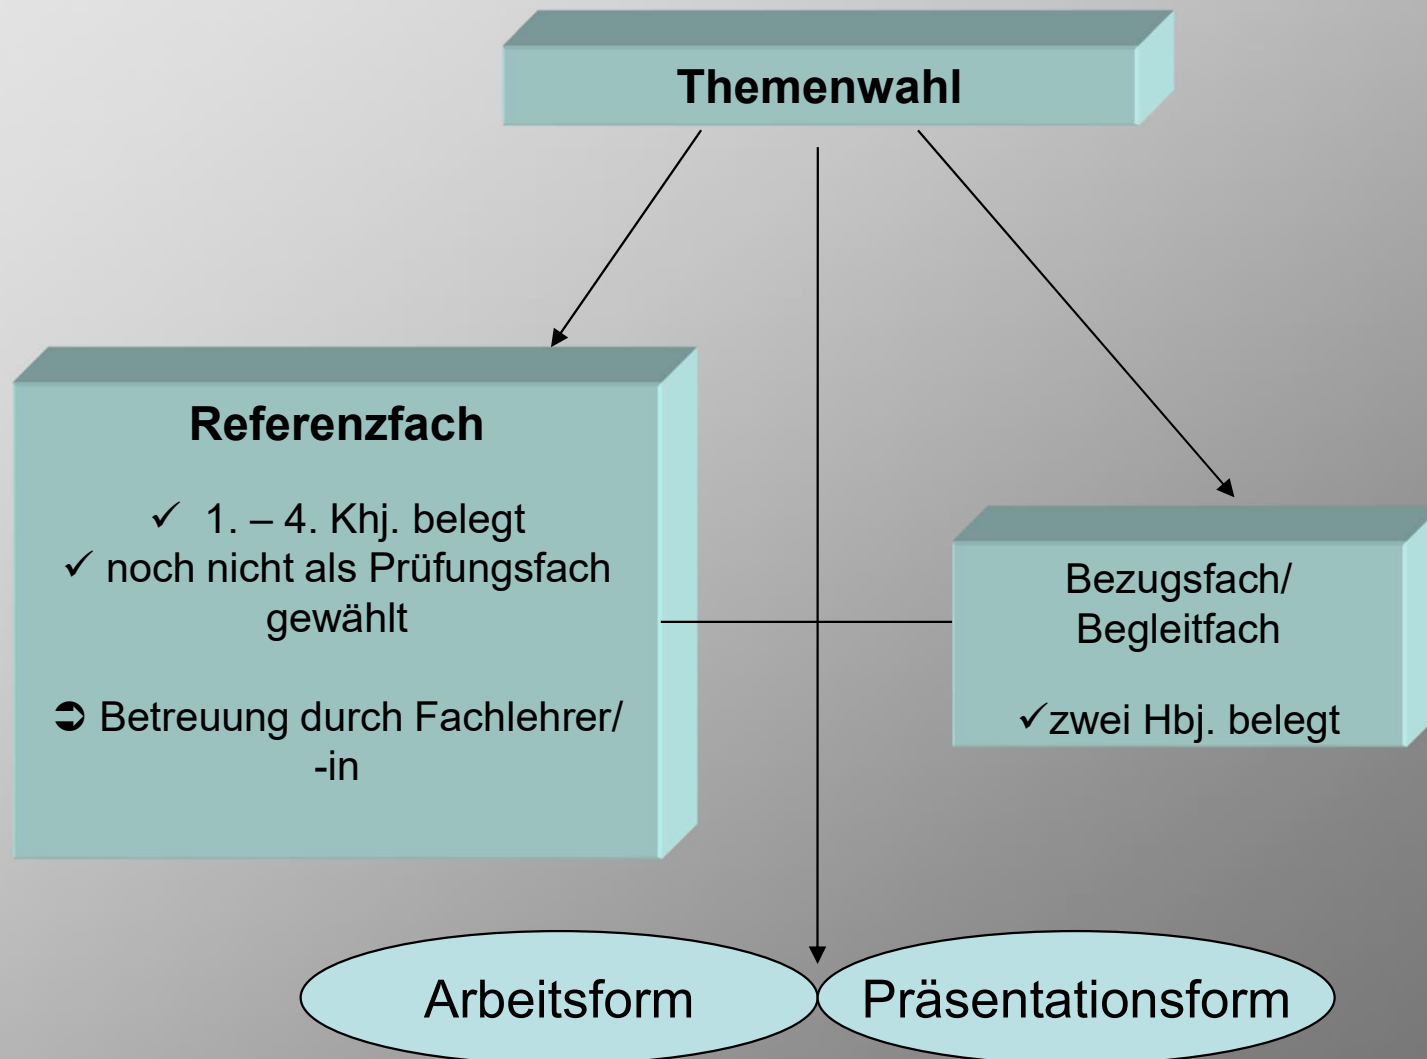 Themenwahl
Referenzfach
✓ 1. – 4. Khj. belegt
✓ noch nicht als Prüfungsfach
gewählt
➲ Betreuung durch Fachlehrer/
-in
Bezugsfach/
Begleitfach
✓zwei Hbj. belegt
Arbeitsform
Präsentationsform